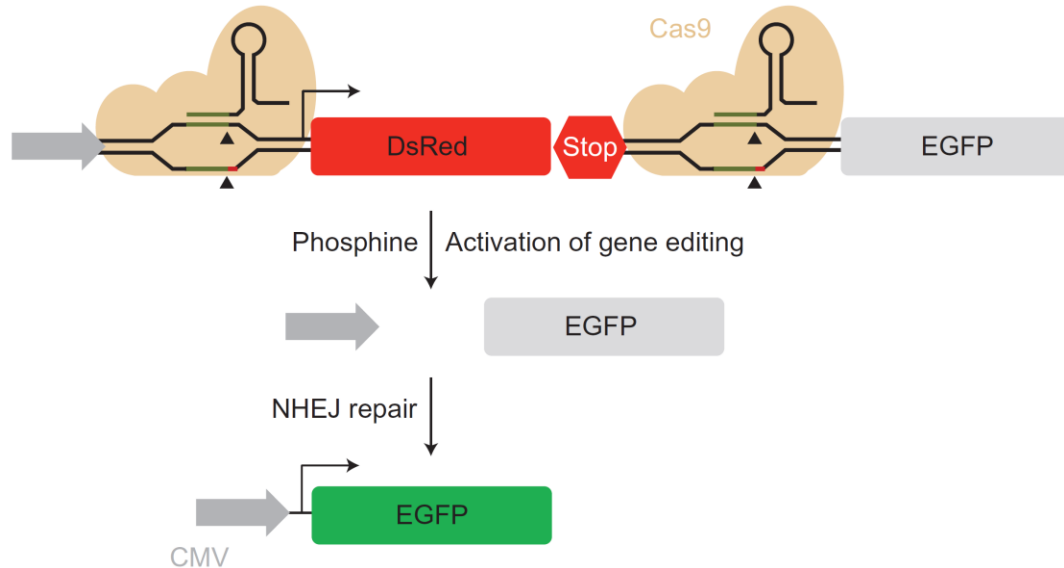 Cas9
DsRed
Stop
EGFP
Phosphine
Activation of gene editing
EGFP
NHEJ repair
EGFP
CMV